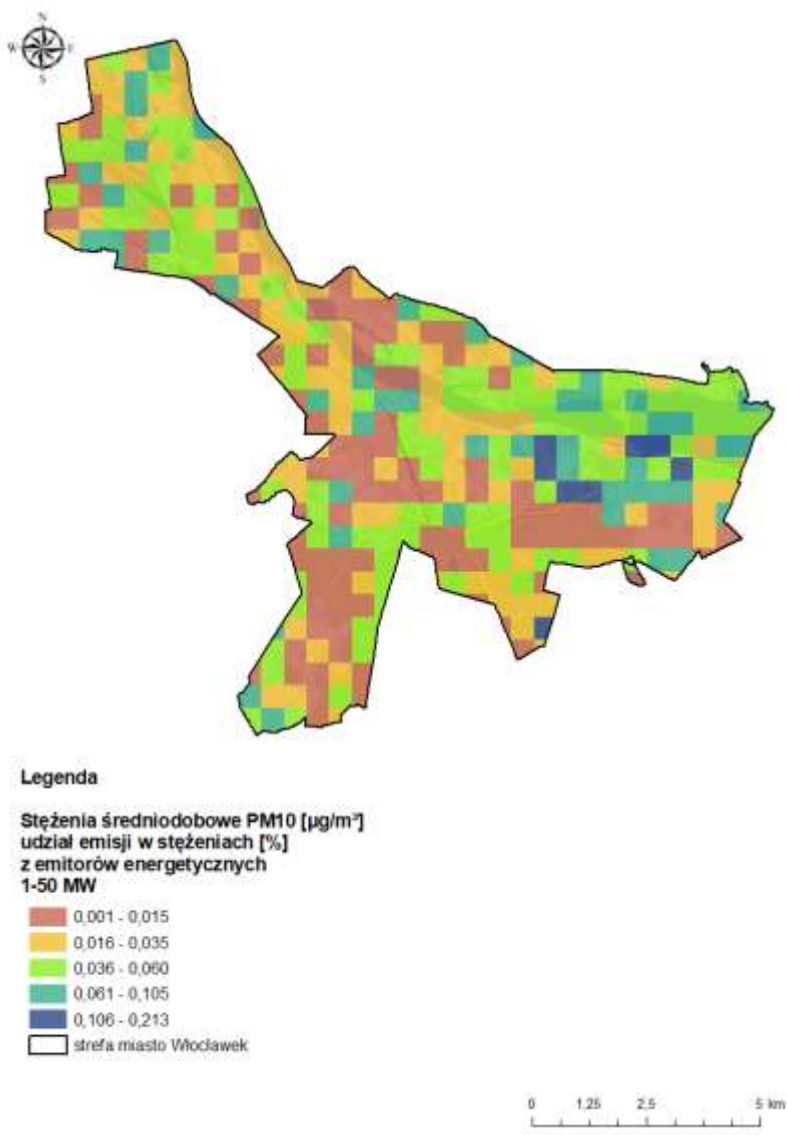 N
W E
S
Legenda
Stężenia średniodobowe PM10 [µg/m³]
udział emisji w stężeniach [%]
z emitorów energetycznych
1-50 MW
0,001 - 0,015
0,016 - 0,035
0,036 - 0,060
0,061 - 0,105
0,106 - 0,213
strefa miasto Włocławek
0 1,25 2,5 5 km